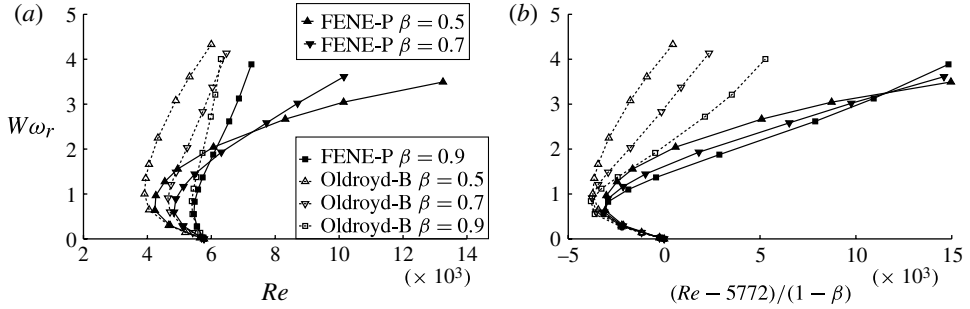 (a)
(b)
FENE-P β = 0.5
FENE-P β = 0.7
FENE-P β = 0.9
Oldroyd-B β = 0.5
Oldroyd-B β = 0.7
Oldroyd-B β = 0.9
Wωr
5
4
3
2
1
0
2 4 6 8 10 12 14
(× 10³)
Re
5
4
3
2
1
0
−5 0 5 10 15
(× 10³)
(Re − 5772)/(1 − β)